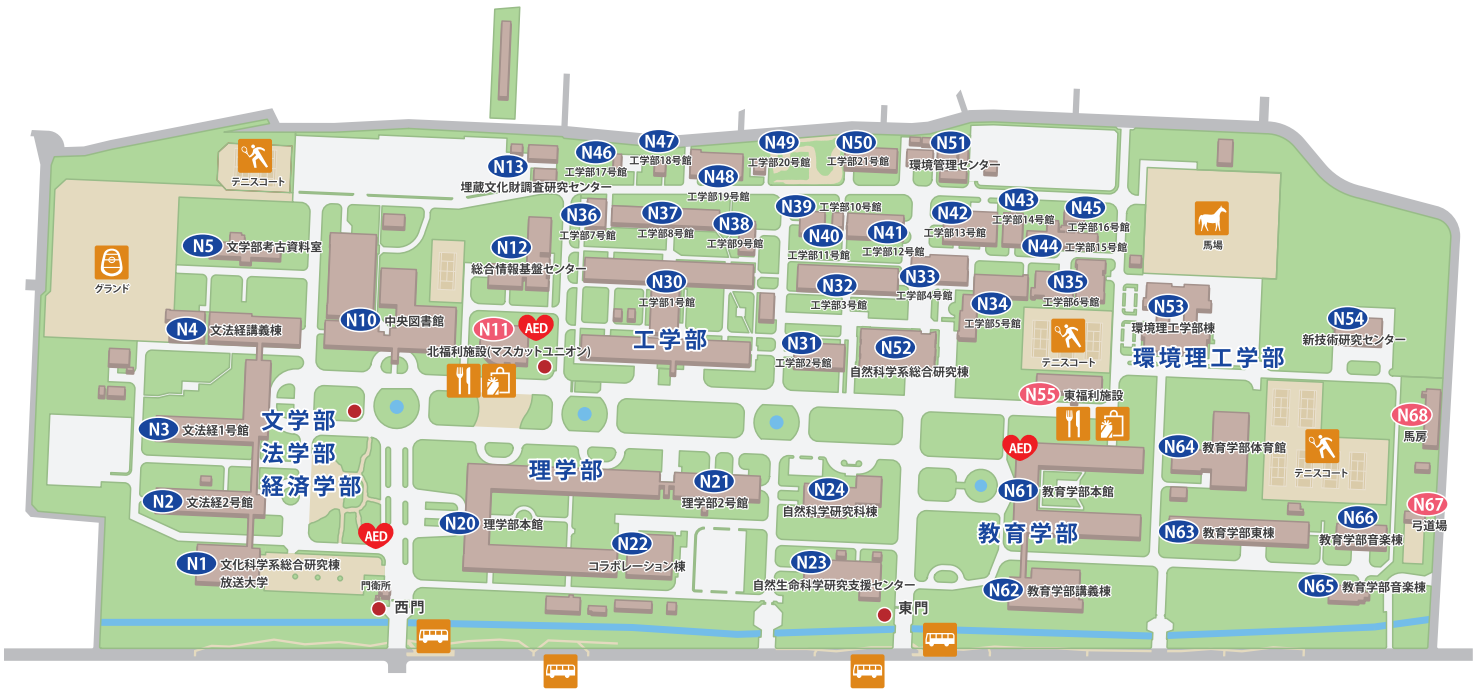 N47
工学部18号館
N49
工学部20号館
N50
工学部21号館
N51
環境管理センター
N46
工学部17号館
N13
埋蔵文化財調査研究センター
N48
工学部19号館
テニスコート
N36
工学部7号館
N37
工学部8号館
N38
工学部9号館
N39
工学部10号館
N40
工学部11号館
N41
工学部12号館
N42
工学部13号館
N43
工学部14号館
N45
工学部16号館
N44
工学部15号館
馬場
N5
文学部考古資料室
N12
総合情報基盤センター
グランド
N30
工学部1号館
N32
工学部3号館
N33
工学部4号館
N34
工学部5号館
N35
工学部6号館
N53
環境理工学部棟
N54
新技術研究センター
N4
文法経講義棟
N10
中央図書館
N11
AED
北福利施設(マスカットユニオン)
工学部
N31
工学部2号館
N52
自然科学系総合研究棟
テニスコート
環境理工学部
N55
東福利施設
N68
馬房
N3
文法経1号館
文学部
法学部
経済学部
理学部
AED
N64
教育学部体育館
テニスコート
N2
文法経2号館
N21
理学部2号館
N24
自然科学研究科棟
N61
教育学部本館
N20
理学部本館
AED
教育学部
N63
教育学部東棟
N66
教育学部音楽棟
N67
弓道場
N1
文化科学系総合研究棟
放送大学
N22
コラボレーション棟
N23
自然生命科学研究支援センター
門衛所
N62
教育学部講義棟
N65
教育学部音楽棟
西門
東門